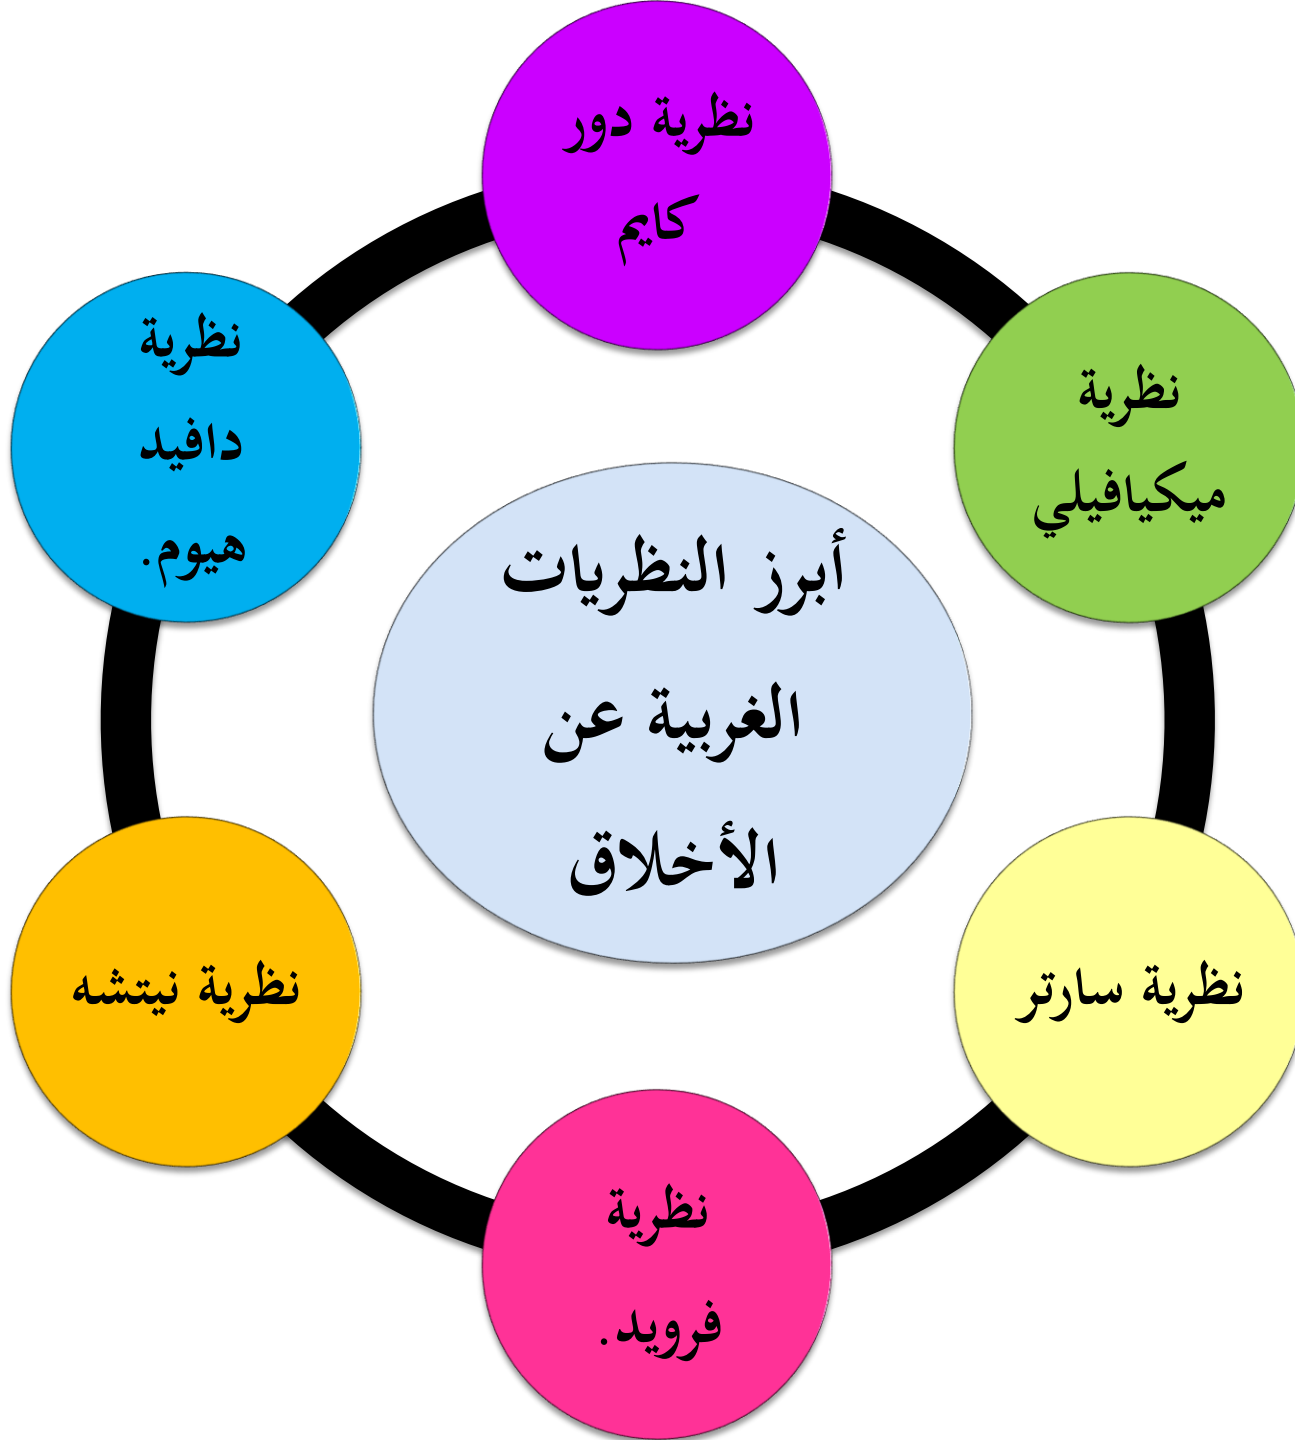 نظرية دور
كايم
نظرية
ميكيافيلي
نظرية سارتر
نظرية
فرويد.
نظرية نيتشه
نظرية
دافيد
هيوم.
أبرز النظريات
الغربية عن
الأخلاق